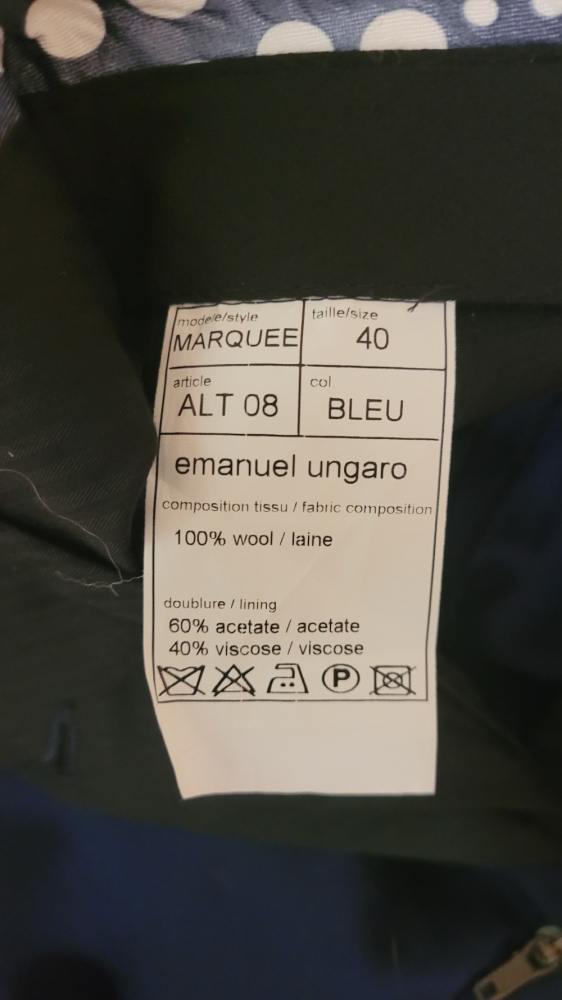 modele/style taille/size
MARQUEE 40
article col
ALT 08 BLEU
emanuel ungaro
composition tissu / fabric composition
100% wool / laine
doublure / lining
60% acetate / acetate
40% viscose / viscose
P